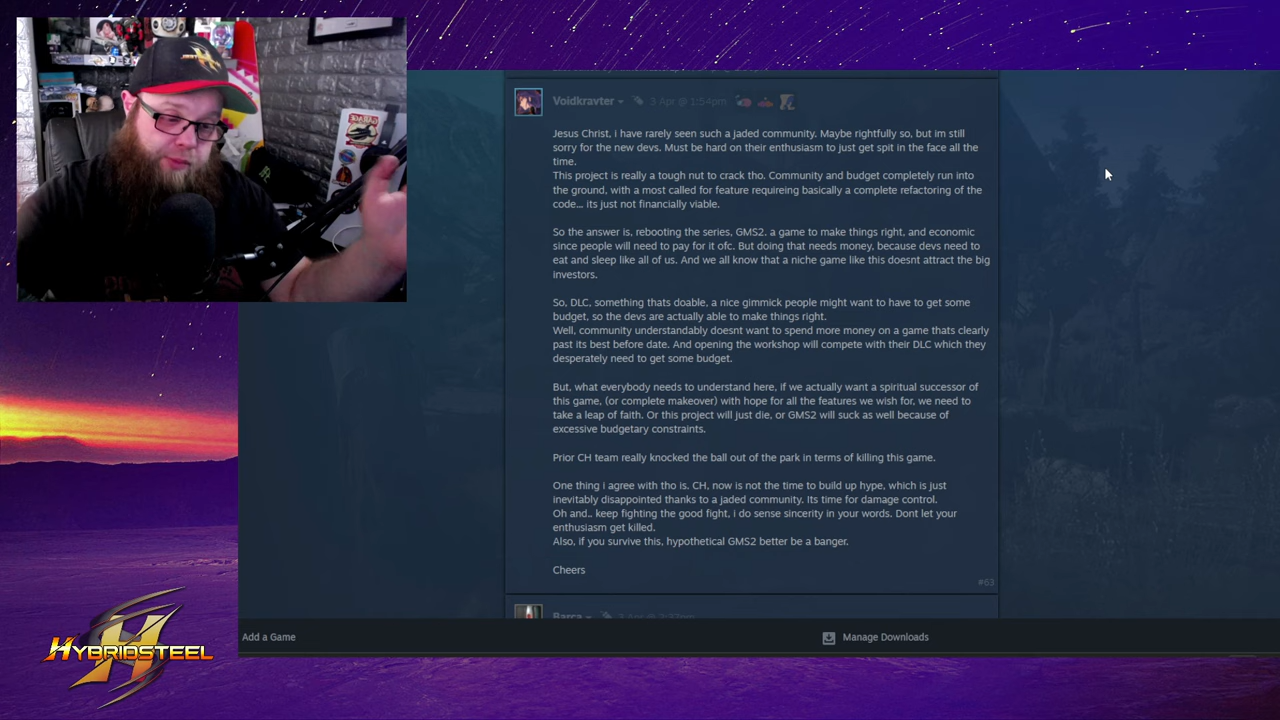 Voidkravter
3 Apr @ 1:54pm
Jesus Christ, i have rarely seen such a jaded community. Maybe rightfully so, but im still
sorry for the new devs. Must be hard on their enthusiasm to just get spit in the face all the
time.
This project is really a tough nut to crack tho. Community and budget completely run into
the ground, with a most called for feature requireing basically a complete refactoring of the
code... its just not financially viable.
So the answer is, rebooting the series, GMS2. a game to make things right, and economic
since people will need to pay for it ofc. But doing that needs money, because devs need to
eat and sleep like all of us. And we all know that a niche game like this doesnt attract the big
investors.
So, DLC, something thats doable, a nice gimmick people might want to have to get some
budget, so the devs are actually able to make things right.
Well, community understandably doesnt want to spend more money on a game thats clearly
past its best before date. And opening the workshop will compete with their DLC which they
desperately need to get some budget.
But, what everybody needs to understand here, if we actually want a spiritual successor of
this game, (or complete makeover) with hope for all the features we wish for, we need to
take a leap of faith. Or this project will just die, or GMS2 will suck as well because of
excessive budgetary constraints.
Prior CH team really knocked the ball out of the park in terms of killing this game.
One thing i agree with tho is. CH, now is not the time to build up hype, which is just
inevitably disappointed thanks to a jaded community. Its time for damage control.
Oh and.. keep fighting the good fight, i do sense sincerity in your words. Dont let your
enthusiasm get killed.
Also, if you survive this, hypothetical GMS2 better be a banger.
Cheers
#63
Barca
3 Apr @ 2:37pm
Add a Game
Manage Downloads
HYBRIDSTEEL